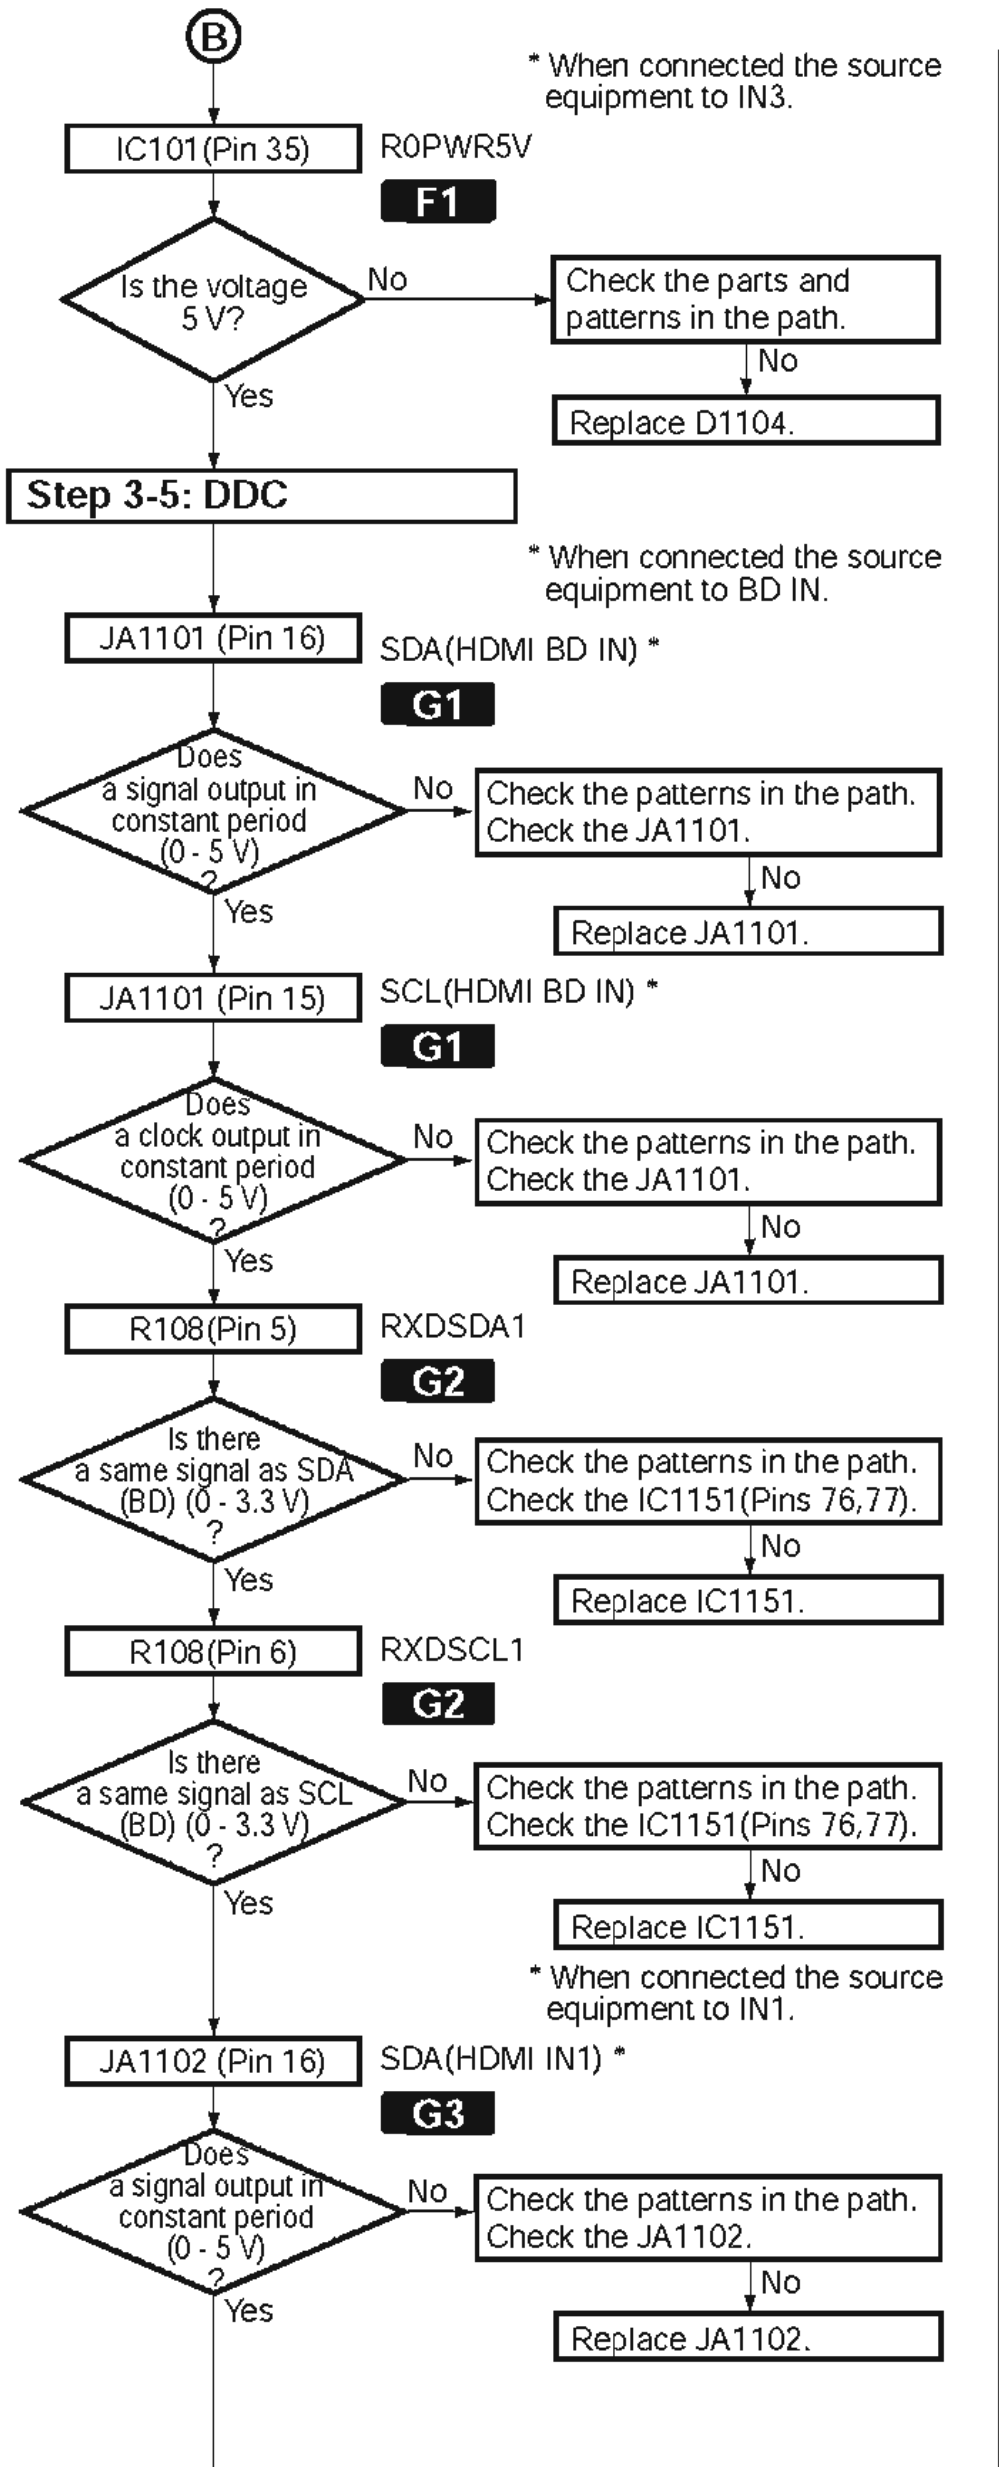 B
* When connected the source
equipment to IN3.
IC101(Pin 35)
R0PWR5V
F1
Is the voltage
5 V?
No
Check the parts and
patterns in the path.
No
Replace D1104.
Yes
Step 3-5: DDC
* When connected the source
equipment to BD IN.
JA1101 (Pin 16)
SDA(HDMI BD IN) *
G1
Does
a signal output in
constant period
(0 - 5 V)
?
No
Check the patterns in the path.
Check the JA1101.
No
Replace JA1101.
Yes
JA1101 (Pin 15)
SCL(HDMI BD IN) *
G1
Does
a clock output in
constant period
(0 - 5 V)
?
No
Check the patterns in the path.
Check the JA1101.
No
Replace JA1101.
Yes
R108(Pin 5)
RXDSDA1
G2
Is there
a same signal as SDA
(BD) (0 - 3.3 V)
?
No
Check the patterns in the path.
Check the IC1151(Pins 76,77).
No
Replace IC1151.
Yes
R108(Pin 6)
RXDSCL1
G2
Is there
a same signal as SCL
(BD) (0 - 3.3 V)
?
No
Check the patterns in the path.
Check the IC1151(Pins 76,77).
No
Replace IC1151.
Yes
* When connected the source
equipment to IN1.
JA1102 (Pin 16)
SDA(HDMI IN1) *
G3
Does
a signal output in
constant period
(0 - 5 V)
?
No
Check the patterns in the path.
Check the JA1102.
No
Replace JA1102.
Yes